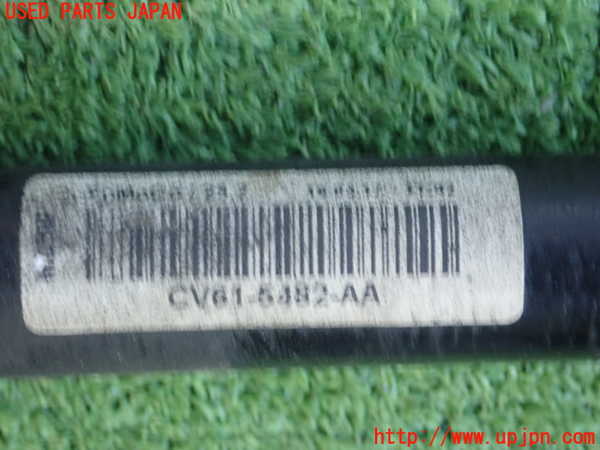 USED PARTS JAPAN
CV61-5482-AA
http://www.upjpn.com/